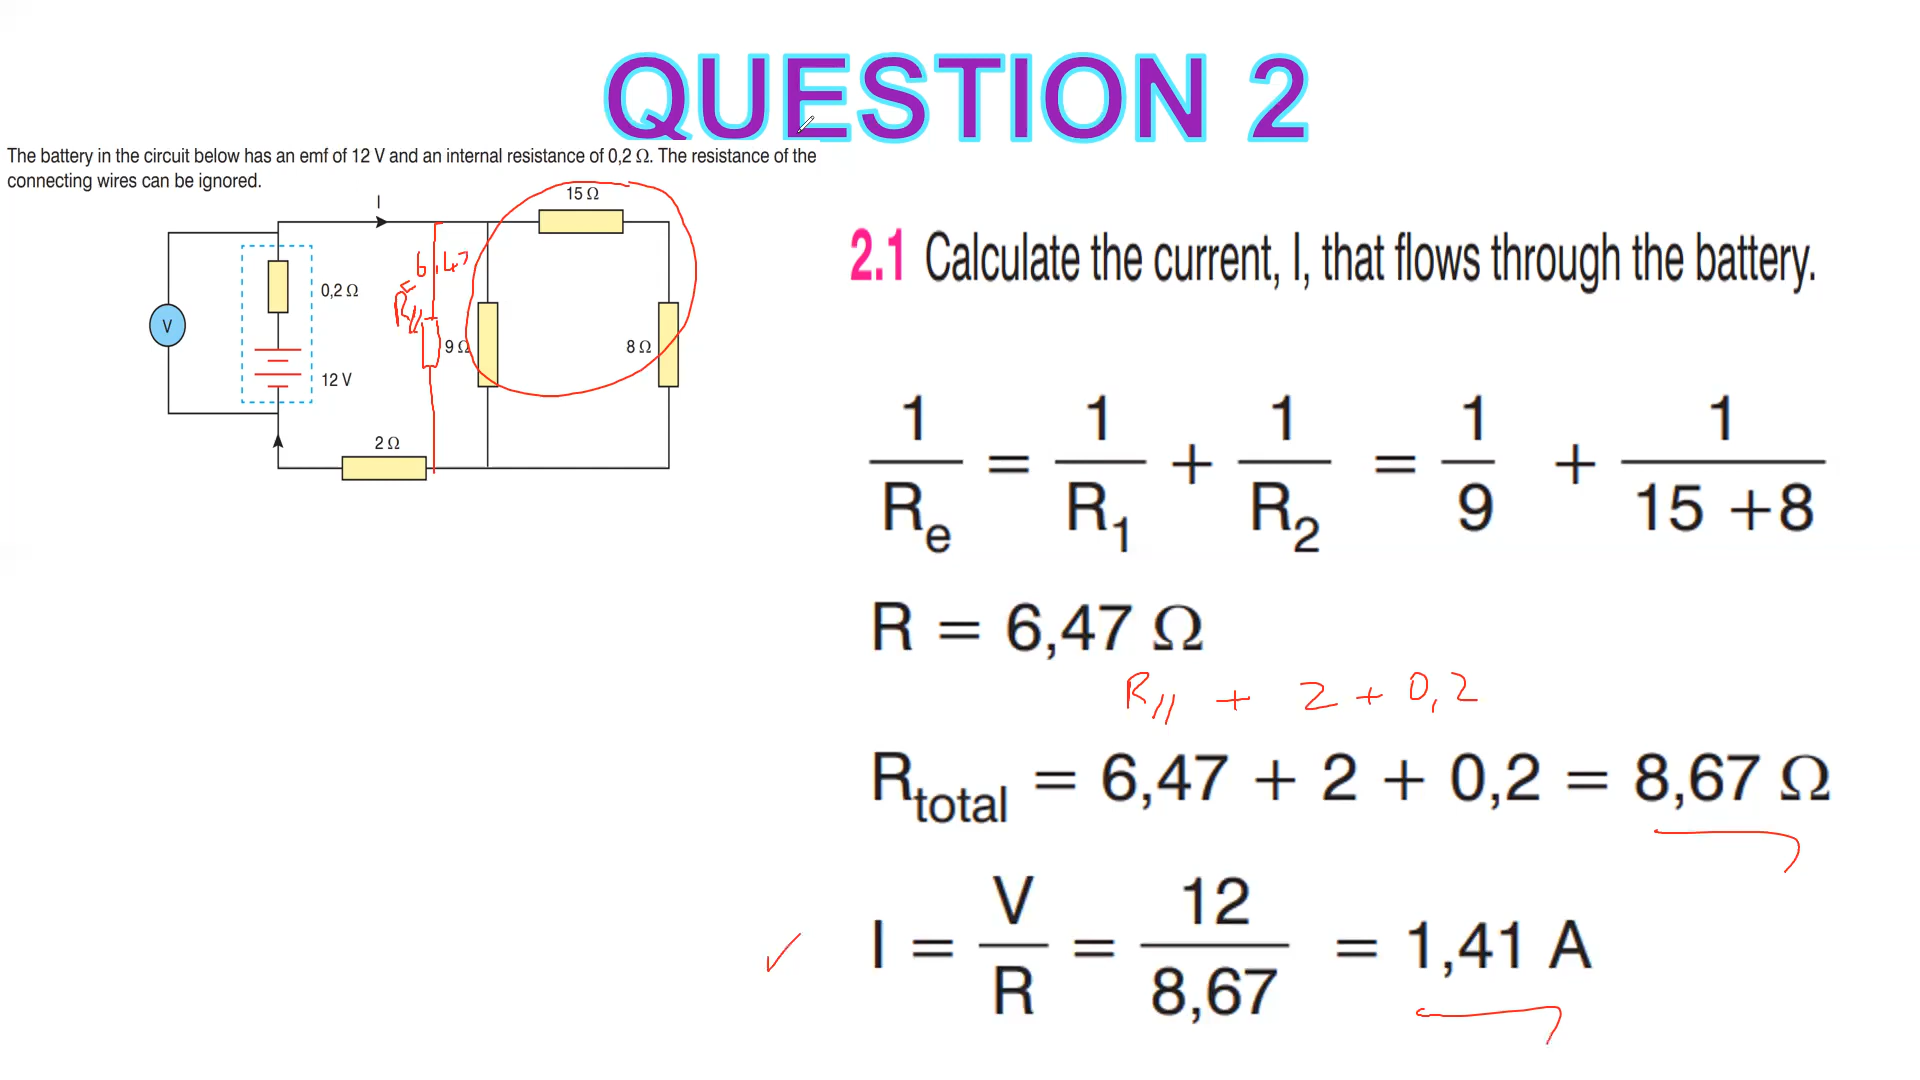 QUESTION 2
The battery in the circuit below has an emf of 12 V and an internal resistance of 0,2 Ω. The resistance of the
connecting wires can be ignored.
I
15 Ω
6,47
0,2 Ω
R//
V
9 Ω
8 Ω
12 V
2 Ω
2.1 Calculate the current, I, that flows through the battery.
1/Re = 1/R1 + 1/R2 = 1/9 + 1/15 +8
R = 6,47 Ω
R// + 2 + 0,2
Rtotal = 6,47 + 2 + 0,2 = 8,67 Ω
I = V/R = 12/8,67 = 1,41 A